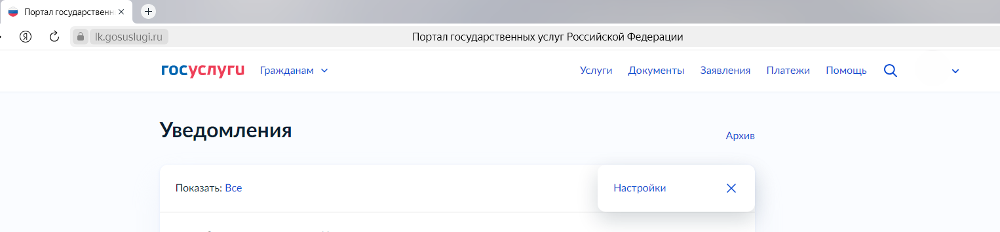 Портал государственн
Я lk.gosuslugi.ru Портал государственных услуг Российской Федерации
госуслуги Гражданам Услуги Документы Заявления Платежи Помощь
Уведомления
Архив
Показать: Все Настройки